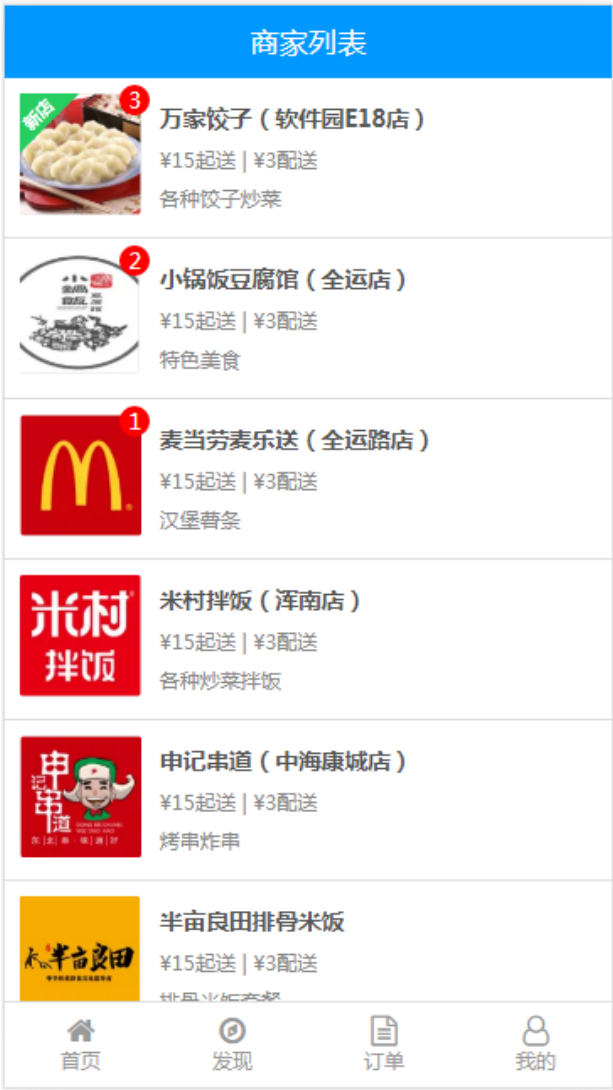 商家列表
新店
3
万家饺子（软件园E18店）
¥15起送 | ¥3配送
各种饺子炒菜
2
小锅饭豆腐馆（全运店）
¥15起送 | ¥3配送
特色美食
1
麦当劳麦乐送（全运路店）
¥15起送 | ¥3配送
汉堡薯条
米村
拌饭
米村拌饭（浑南店）
¥15起送 | ¥3配送
各种炒菜拌饭
申记串道
申记串道（中海康城店）
¥15起送 | ¥3配送
烤串炸串
半亩良田
半亩良田排骨米饭
¥15起送 | ¥3配送
排骨米饭套餐
首页
发现
订单
我的